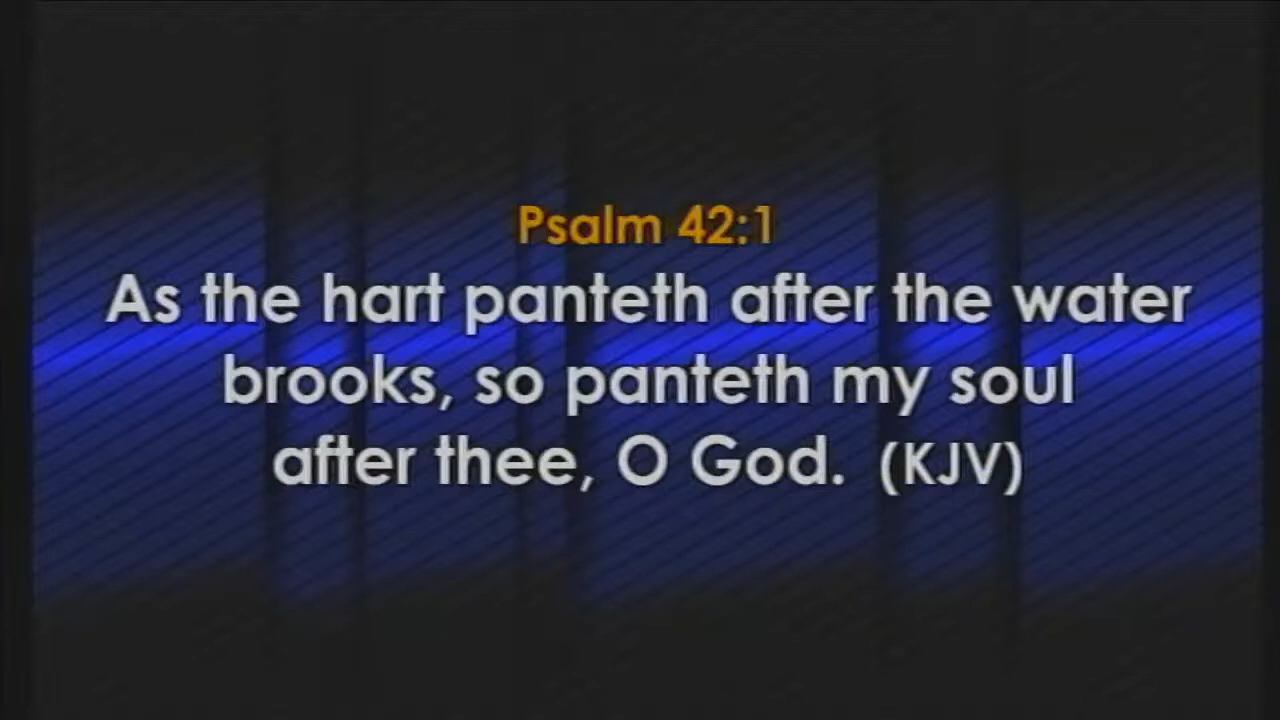 Psalm 42:1
As the hart panteth after the water
brooks, so panteth my soul
after thee, O God. (KJV)